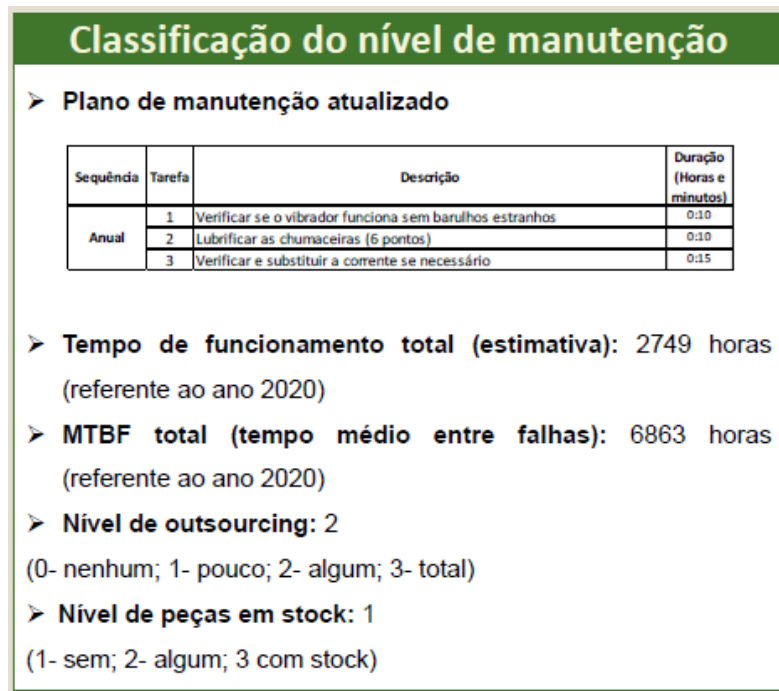 Classificação do nível de manutenção
➢ Plano de manutenção atualizado
Sequência Tarefa Descrição Duração (Horas e minutos)
Anual
1 Verificar se o vibrador funciona sem barulhos estranhos 0:10
2 Lubrificar as chumaceiras (6 pontos) 0:10
3 Verificar e substituir a corrente se necessário 0:15
➢ Tempo de funcionamento total (estimativa): 2749 horas
(referente ao ano 2020)
➢ MTBF total (tempo médio entre falhas): 6863 horas
(referente ao ano 2020)
➢ Nível de outsourcing: 2
(0- nenhum; 1- pouco; 2- algum; 3- total)
➢ Nível de peças em stock: 1
(1- sem; 2- algum; 3 com stock)